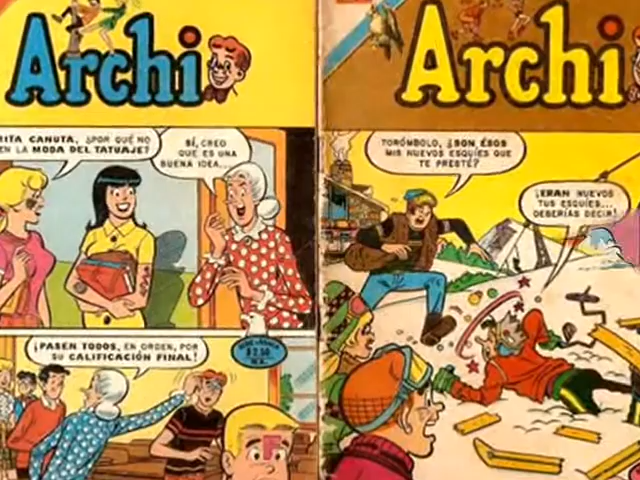 Archi
RITA CANUTA, ¿POR QUÉ NO
EN LA MODA DEL TATUAJE?
SÍ, CREO
QUE ES UNA
BUENA IDEA...
¡PASEN TODOS, EN ORDEN, POR
SU CALIFICACIÓN FINAL!
$ 2.50
F
Archi
TORÓMBOLO, ¿SON ÉSOS
MIS NUEVOS ESQUÍES QUE
TE PRESTÉ?
¡ERAN NUEVOS
TUS ESQUÍES...
DEBERÍAS DECIR!